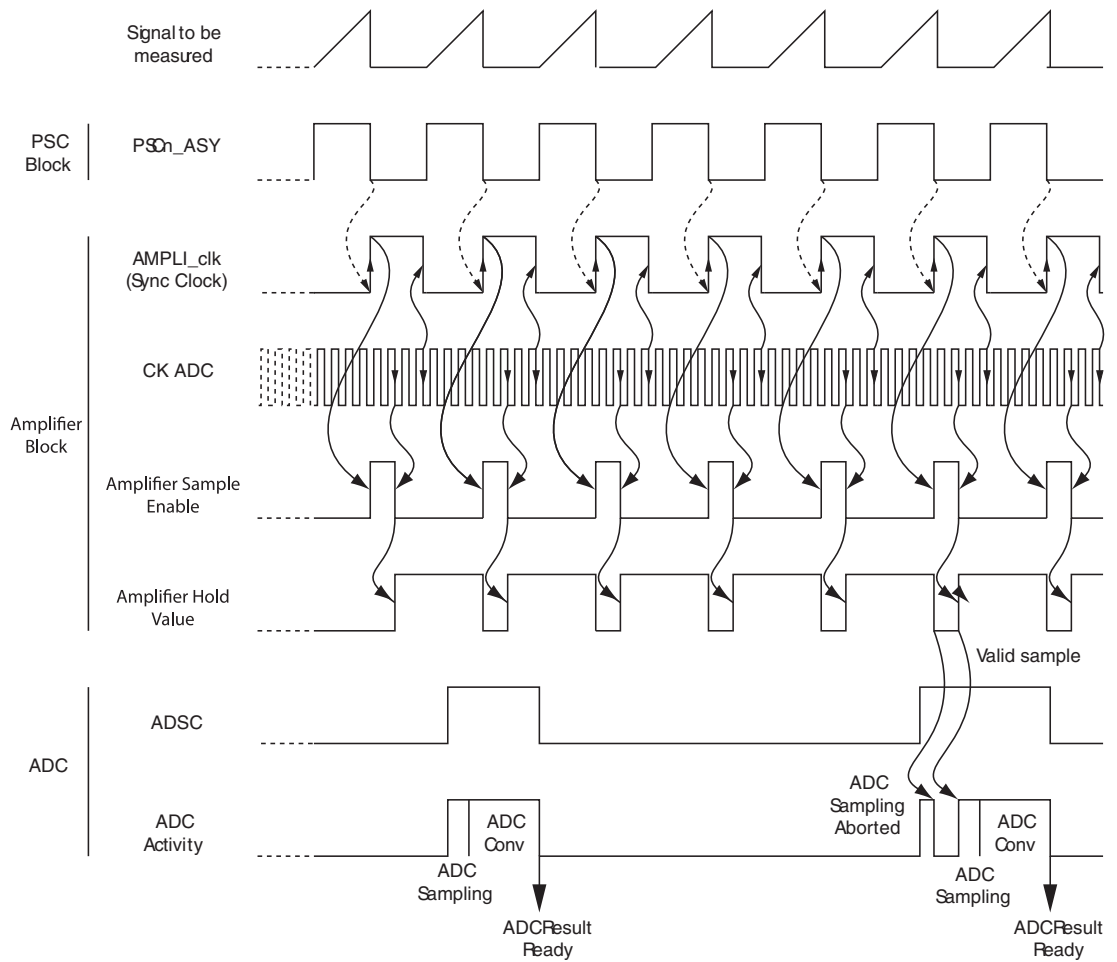 Signal to be
measured
PSC
Block
PSCn_ASY
AMPLI_clk
(Sync Clock)
CK ADC
Amplifier
Block
Amplifier Sample
Enable
Amplifier Hold
Value
Valid sample
ADSC
ADC
ADC
Activity
ADC
Conv
ADC
Sampling
ADC
Sampling
Aborted
ADC
Conv
ADC
Sampling
ADCResult
Ready
ADCResult
Ready